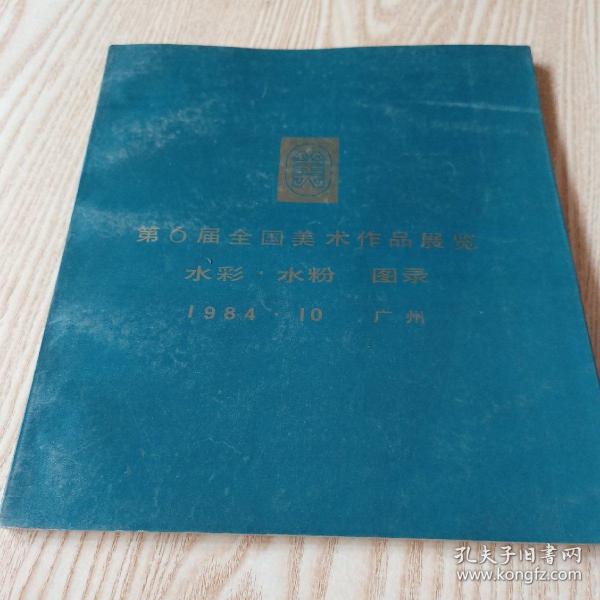 美
第6届全国美术作品展览
水彩·水粉 图录
1984·10 广州
孔夫子旧书网
www.kongfz.com